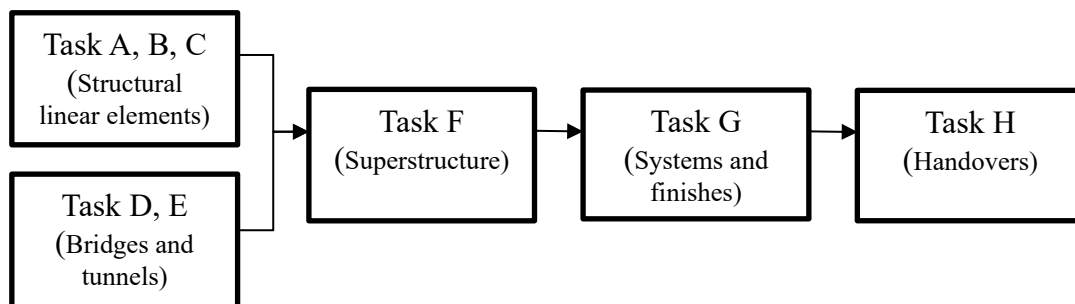 Task A, B, C
(Structural
linear elements)
Task D, E
(Bridges and
tunnels)
Task F
(Superstructure)
Task G
(Systems and
finishes)
Task H
(Handovers)